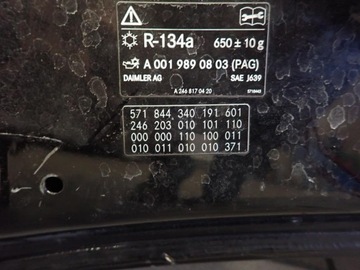 R-134a 650 ± 10 g
A 001 989 08 03 (PAG)
DAIMLER AG SAE J639
A 246 817 04 20
571 844 340 191 601
246 203 010 101 110
000 000 110 100 011
010 011 010 010 371